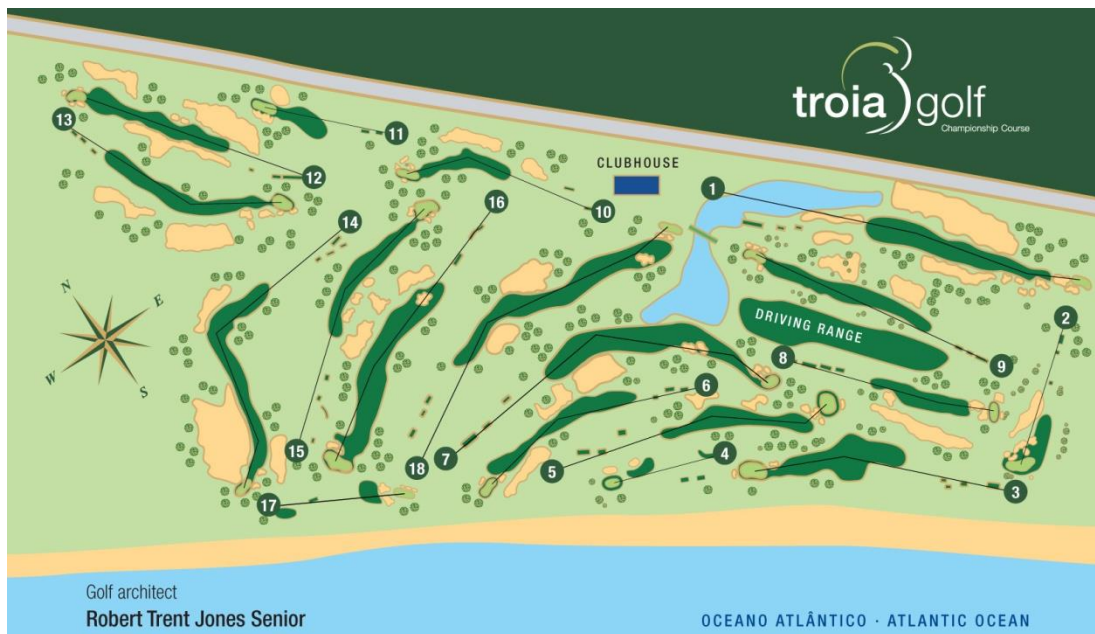 troia golf
Championship Course
CLUBHOUSE
1
13
11
12
16
10
14
N
E
W
S
DRIVING RANGE
2
8
9
6
15
18
7
5
4
3
17
Golf architect
Robert Trent Jones Senior
OCEANO ATLÂNTICO · ATLANTIC OCEAN